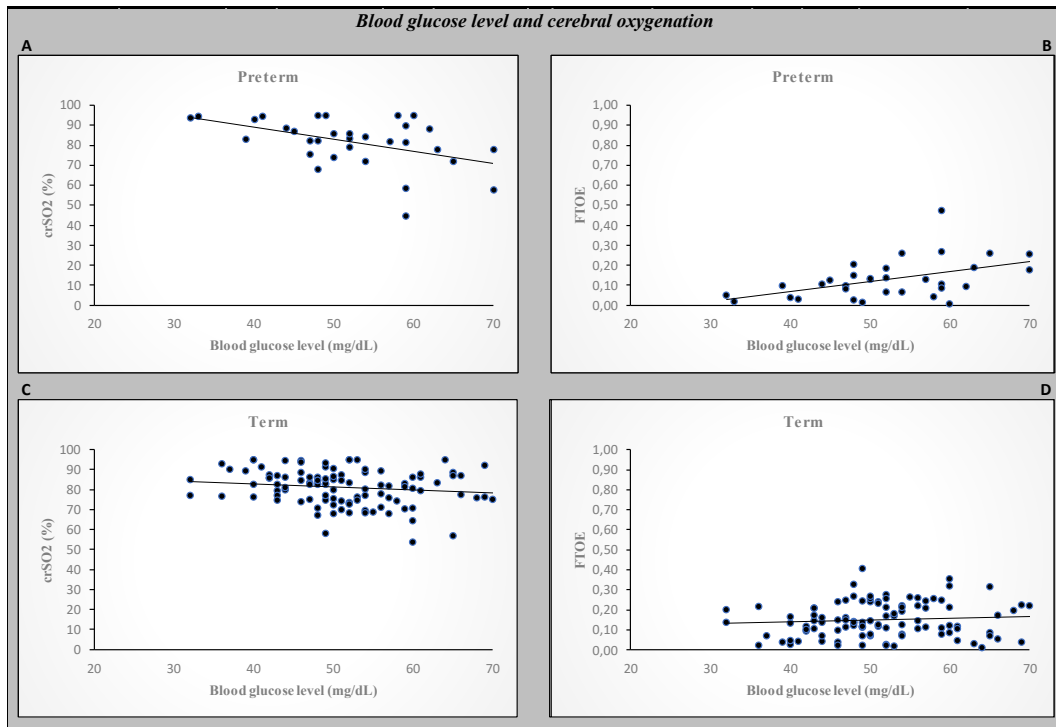 Blood glucose level and cerebral oxygenation
A
Preterm
crSO2 (%)
100
90
80
70
60
50
40
30
20
10
0
20 30 40 50 60 70
Blood glucose level (mg/dL)
B
Preterm
FTOE
1,00
0,90
0,80
0,70
0,60
0,50
0,40
0,30
0,20
0,10
0,00
20 30 40 50 60 70
Blood glucose level (mg/dL)
C
Term
crSO2 (%)
100
90
80
70
60
50
40
30
20
10
0
20 30 40 50 60 70
Blood glucose level (mg/dL)
D
Term
FTOE
1,00
0,90
0,80
0,70
0,60
0,50
0,40
0,30
0,20
0,10
0,00
20 30 40 50 60 70
Blood glucose level (mg/dL)